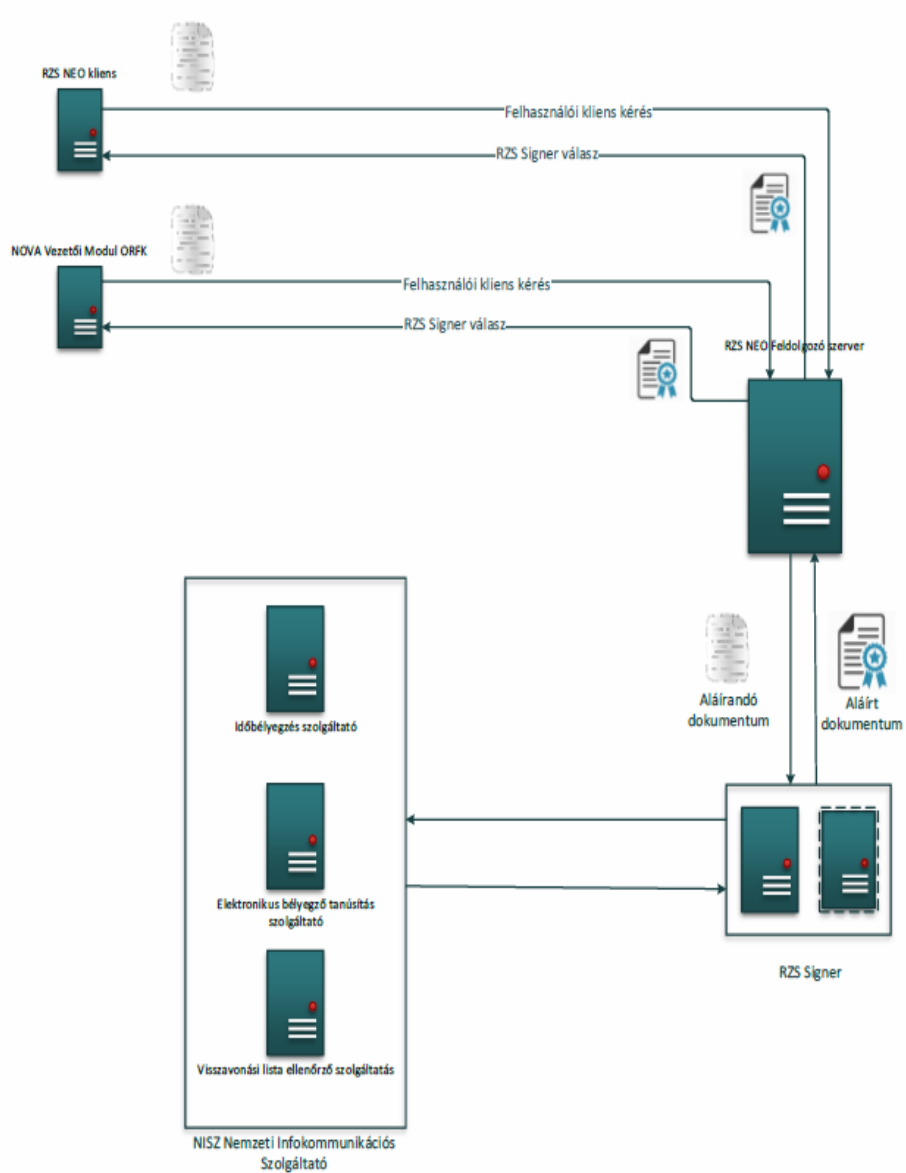 RZS NEO kliens
Felhasználói kliens kérés
RZS Signer válasz
NOVA Vezetői Modul ORFK
Felhasználói kliens kérés
RZS Signer válasz
RZS NEO Feldolgozó szerver
Időbélyegzés szolgáltató
Aláírandó
dokumentum
Aláírt
dokumentum
Elektronikus bélyegző tanúsítás
szolgáltató
RZS Signer
Visszavonási lista ellenőrző szolgáltatás
NISZ Nemzeti Infokommunikációs
Szolgáltató